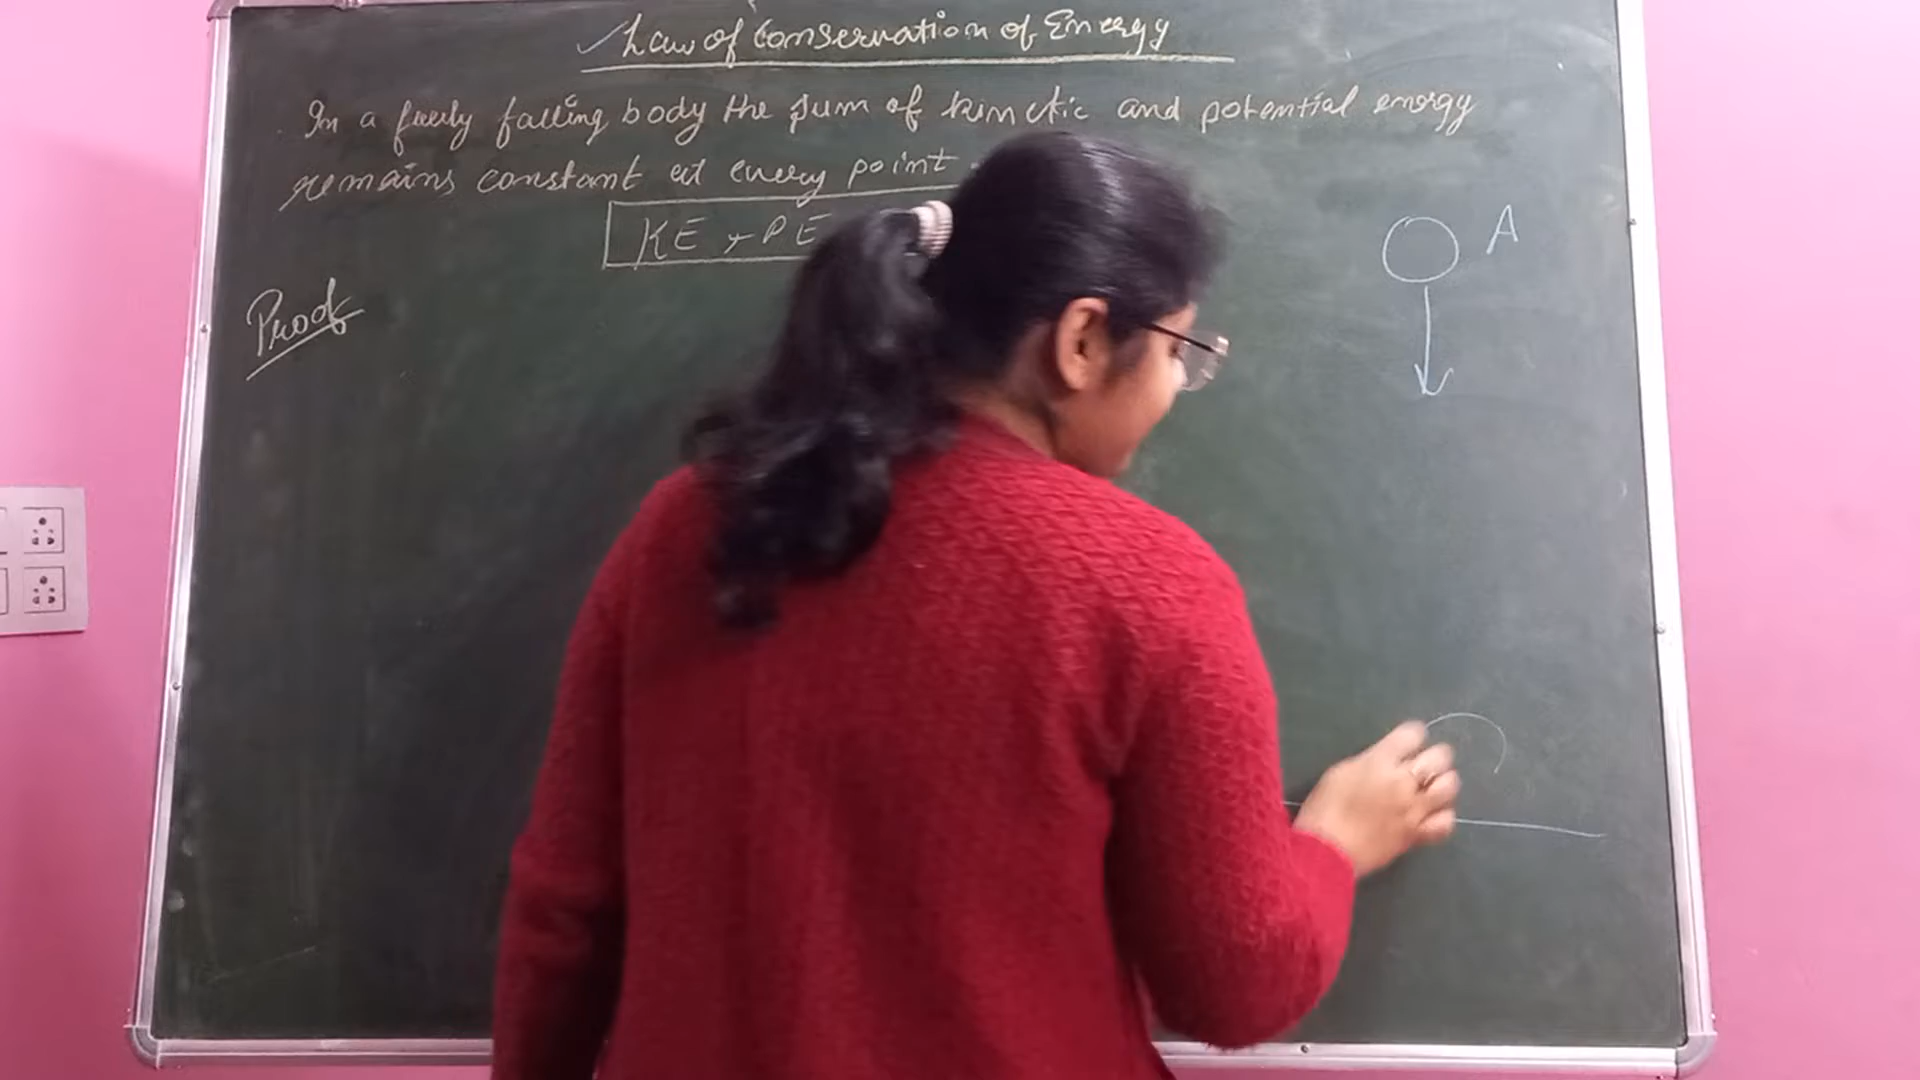 Law of Conservation of Energy
In a freely falling body the sum of kinetic and potential energy
remains constant at every point.
KE + PE
A
Proof